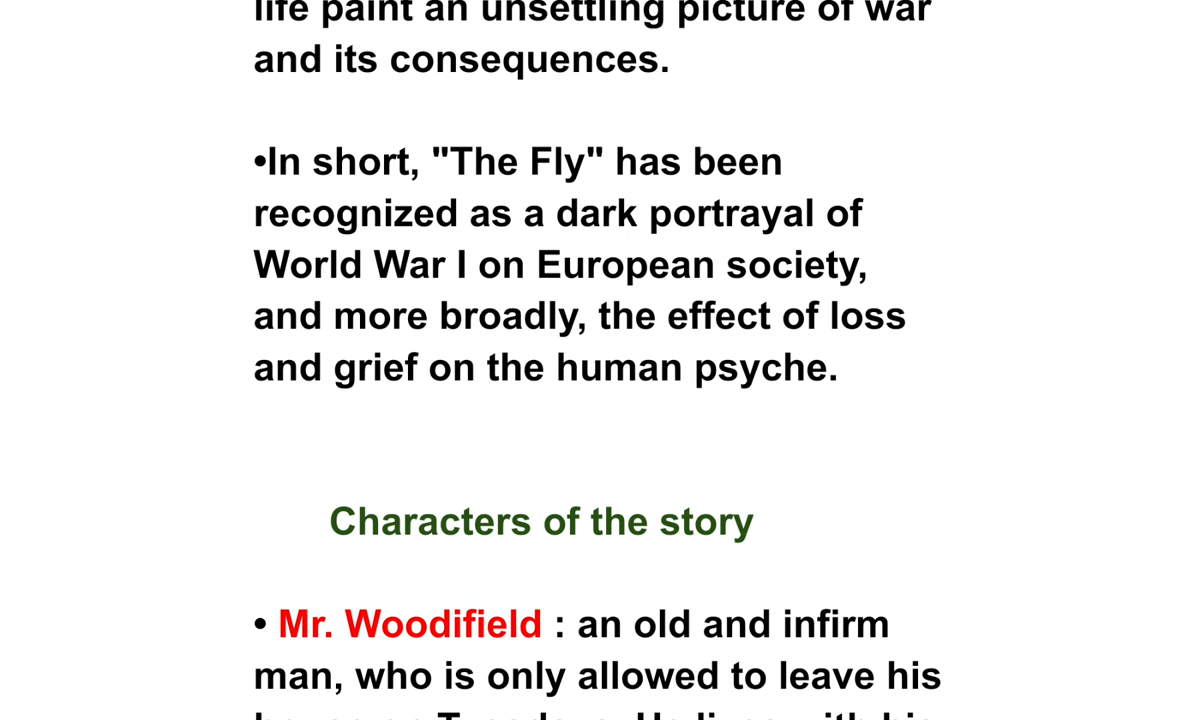 life paint an unsettling picture of war
and its consequences.
•In short, "The Fly" has been
recognized as a dark portrayal of
World War I on European society,
and more broadly, the effect of loss
and grief on the human psyche.
Characters of the story
• Mr. Woodifield : an old and infirm
man, who is only allowed to leave his